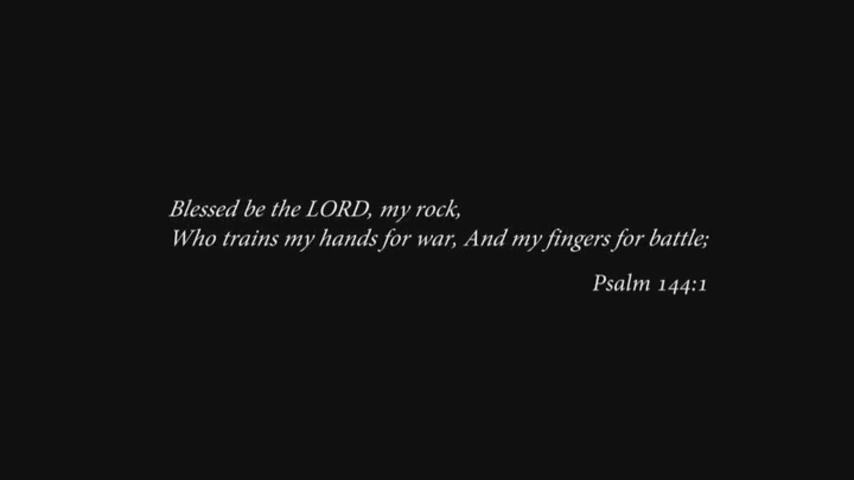 Blessed be the LORD, my rock,
Who trains my hands for war, And my fingers for battle;
Psalm 144:1